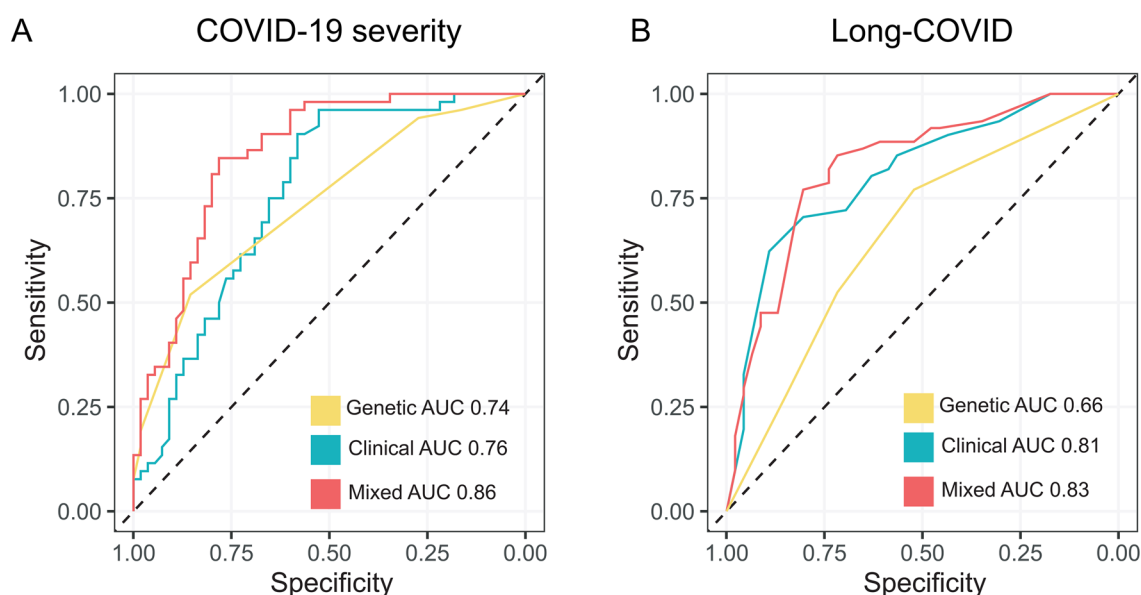 A
COVID-19 severity
1.00
0.75
0.50
0.25
0.00
Sensitivity
Genetic AUC 0.74
Clinical AUC 0.76
Mixed AUC 0.86
1.00 0.75 0.50 0.25 0.00
Specificity
B
Long-COVID
1.00
0.75
0.50
0.25
0.00
Sensitivity
Genetic AUC 0.66
Clinical AUC 0.81
Mixed AUC 0.83
1.00 0.75 0.50 0.25 0.00
Specificity